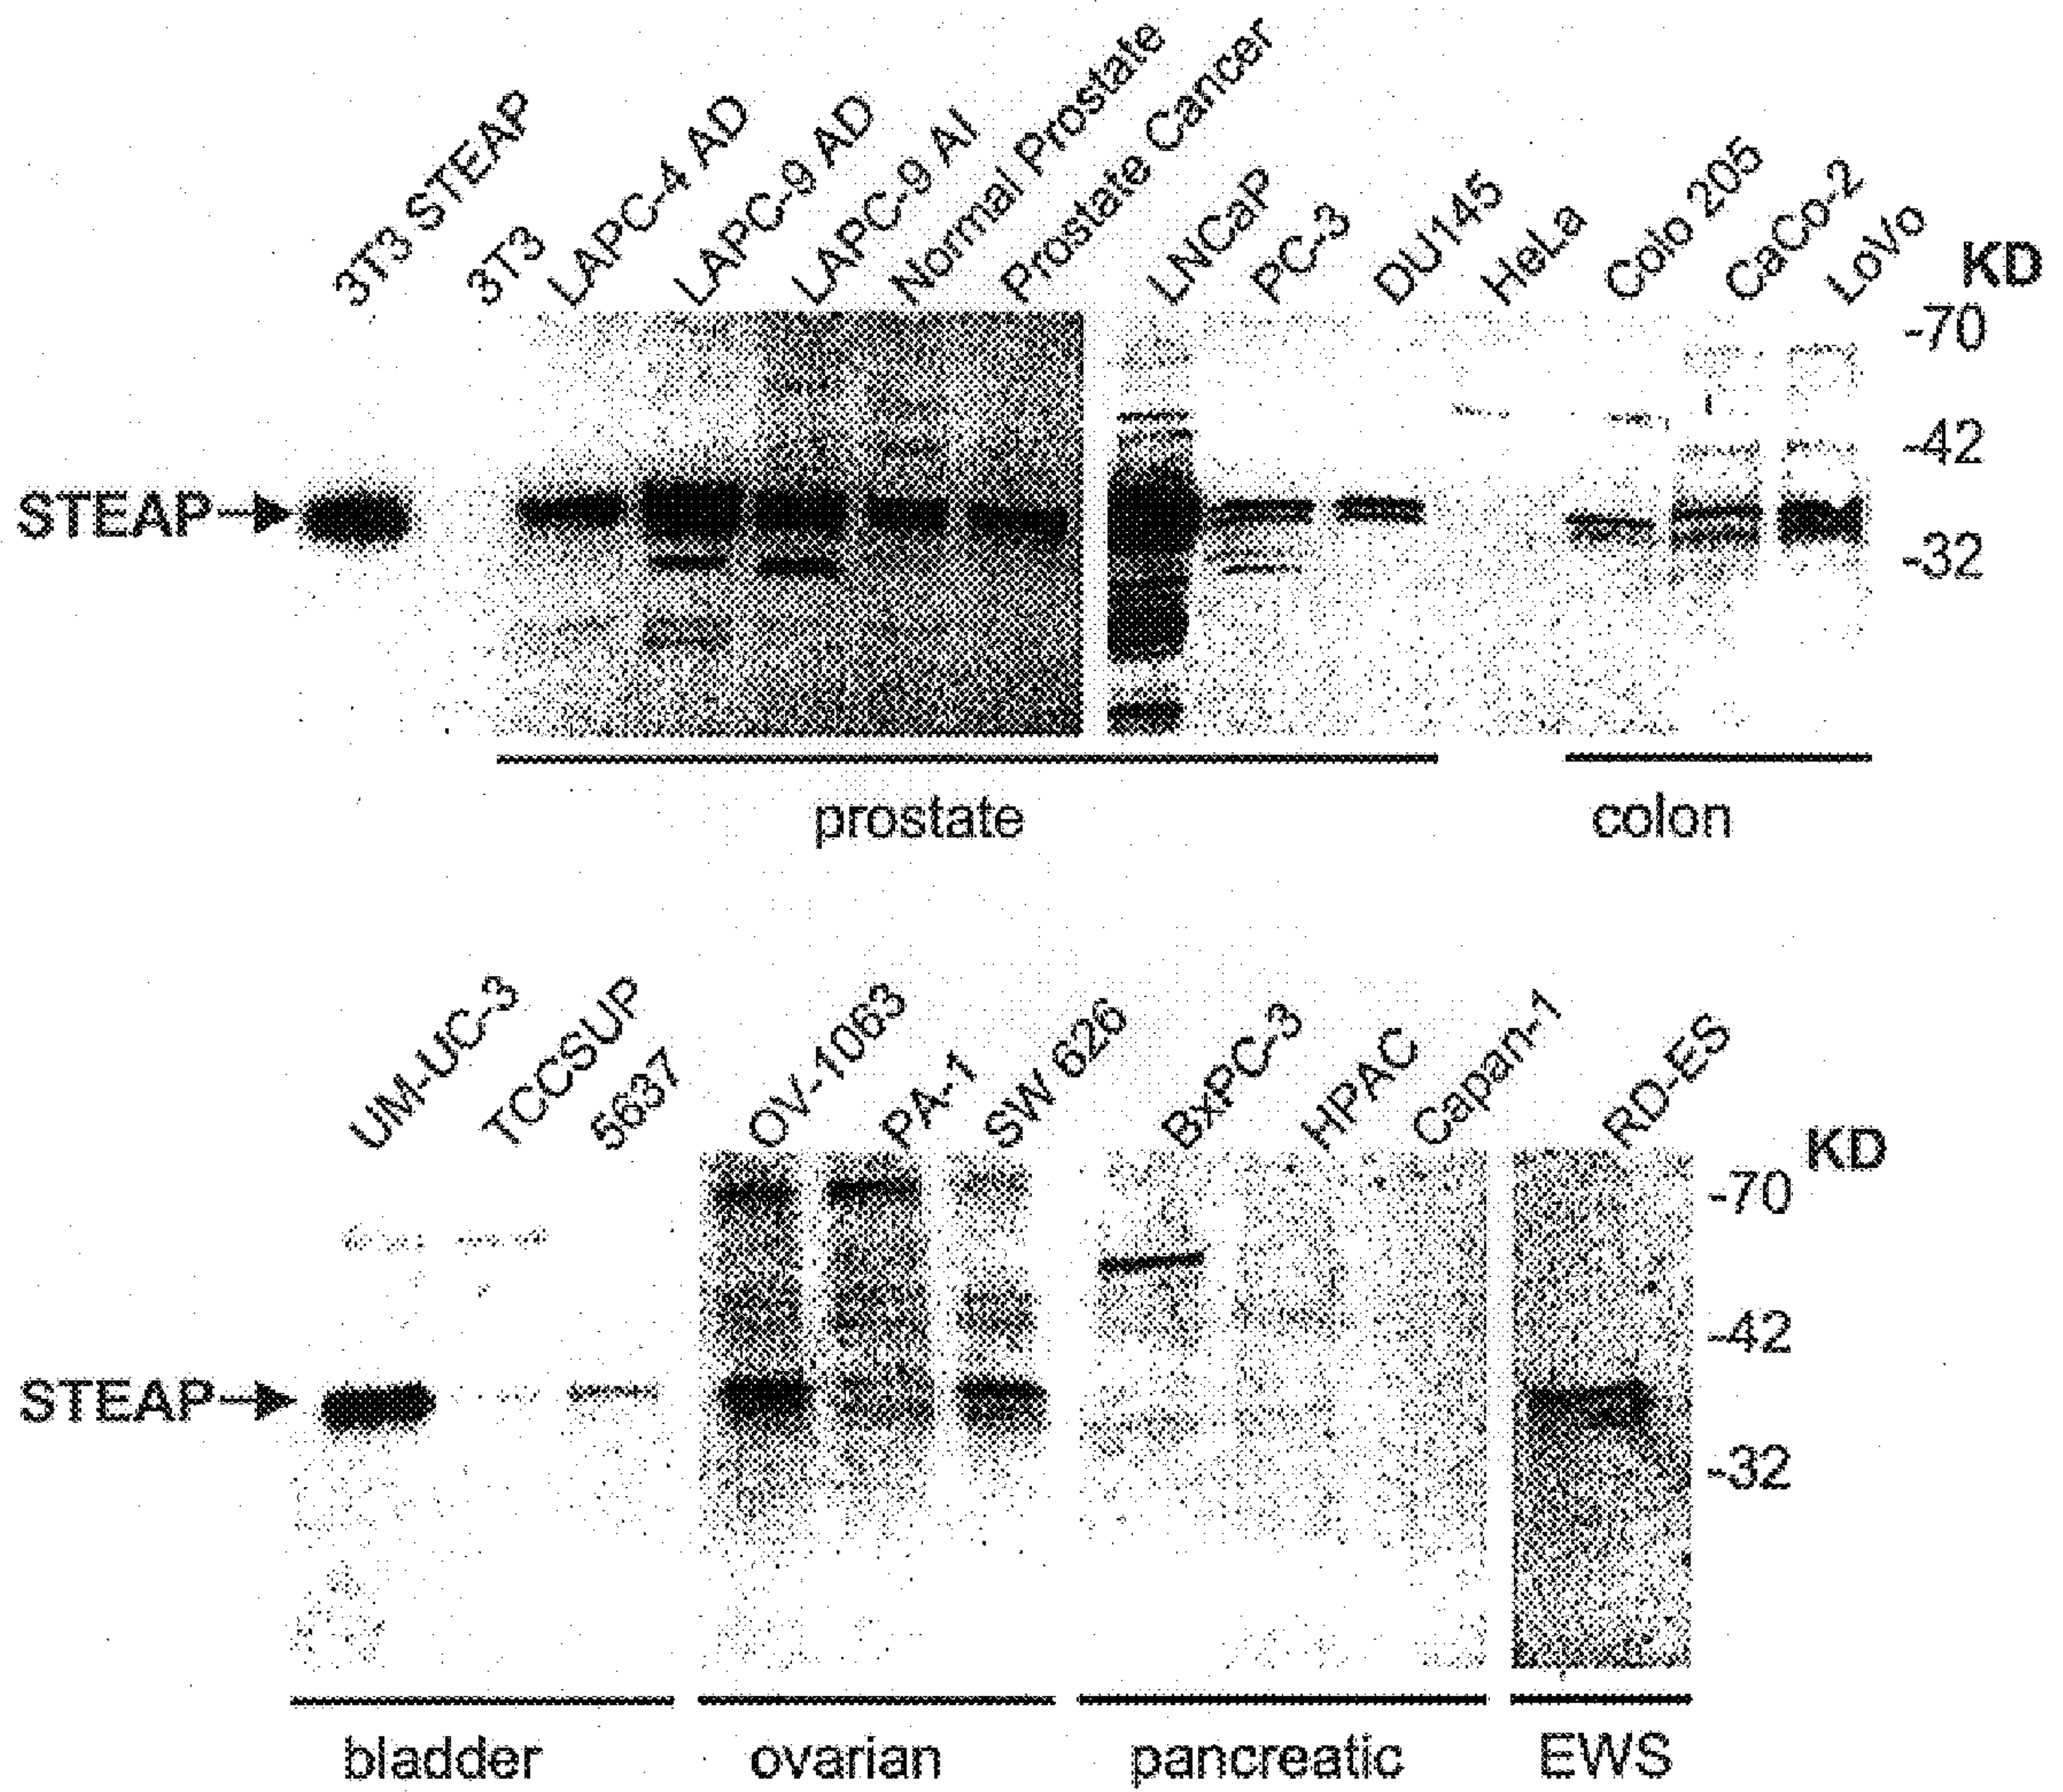 3T3 STEAP
3T3
LAPC-4 AD
LAPC-9 AD
LAPC-9 AI
Normal Prostate
Prostate Cancer
LNCaP
PC-3
DU145
HeLa
Colo 205
CaCo-2
LoVo
KD
-70
-42
STEAP
-32
prostate
colon
UM-UC-3
TCCSUP
5637
OV-1063
PA-1
SW 626
BxPC-3
HPAC
Capan-1
RD-ES
KD
-70
-42
STEAP
-32
bladder
ovarian
pancreatic
EWS